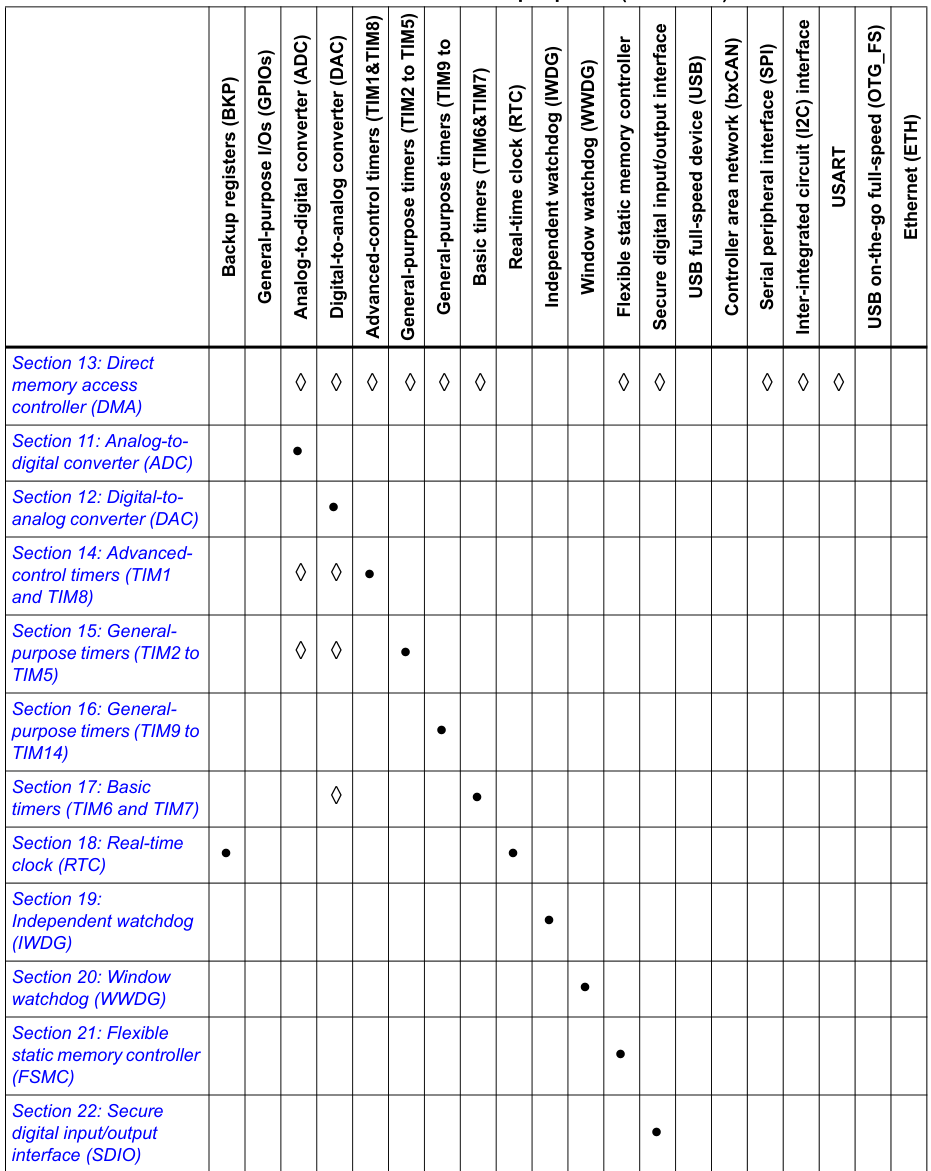 Backup registers (BKP)
General-purpose I/Os (GPIOs)
Analog-to-digital converter (ADC)
Digital-to-analog converter (DAC)
Advanced-control timers (TIM1&TIM8)
General-purpose timers (TIM2 to TIM5)
General-purpose timers (TIM9 to
Basic timers (TIM6&TIM7)
Real-time clock (RTC)
Independent watchdog (IWDG)
Window watchdog (WWDG)
Flexible static memory controller
Secure digital input/output interface
USB full-speed device (USB)
Controller area network (bxCAN)
Serial peripheral interface (SPI)
Inter-integrated circuit (I2C) interface
USART
USB on-the-go full-speed (OTG_FS)
Ethernet (ETH)
Section 13: Direct
memory access
controller (DMA)
◊ ◊ ◊ ◊ ◊ ◊ ◊ ◊ ◊ ◊ ◊
Section 11: Analog-to-
digital converter (ADC)
●
Section 12: Digital-to-
analog converter (DAC)
●
Section 14: Advanced-
control timers (TIM1
and TIM8)
◊ ◊ ●
Section 15: General-
purpose timers (TIM2 to
TIM5)
◊ ◊ ●
Section 16: General-
purpose timers (TIM9 to
TIM14)
●
Section 17: Basic
timers (TIM6 and TIM7)
◊ ●
Section 18: Real-time
clock (RTC)
● ●
Section 19:
Independent watchdog
(IWDG)
●
Section 20: Window
watchdog (WWDG)
●
Section 21: Flexible
static memory controller
(FSMC)
●
Section 22: Secure
digital input/output
interface (SDIO)
●